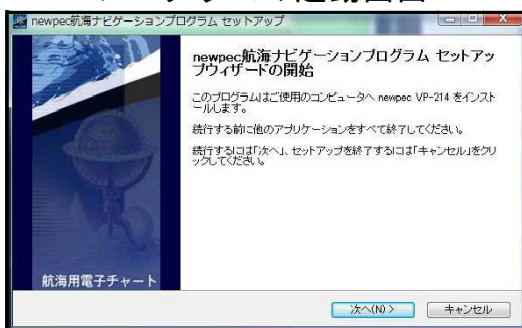 newpec航海ナビゲーションプログラム セットアップ
newpec航海ナビゲーションプログラム セットアッ
プウィザードの開始
このプログラムはご使用のコンピュータへ newpec VP-214 をインスト
ールします。
続行する前に他のアプリケーションをすべて終了してください。
続行するには「次へ」、セットアップを終了するには「キャンセル」をクリ
ックしてください。
航海用電子チャート
次へ(N) >
キャンセル